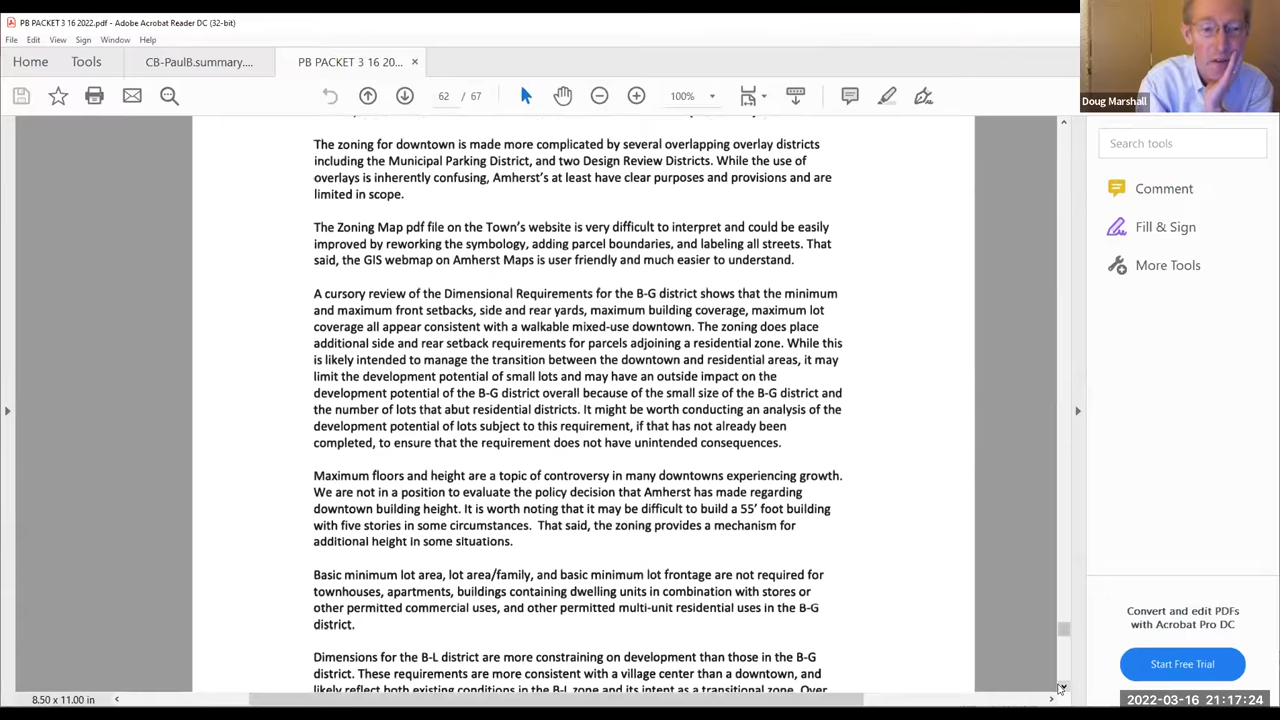 PB PACKET 3 16 2022.pdf - Adobe Acrobat Reader DC (32-bit)
File Edit View Sign Window Help
Home Tools CB-PaulB.summary.... PB PACKET 3 16 20... ×
62 / 67 100%
Doug Marshall
The zoning for downtown is made more complicated by several overlapping overlay districts
including the Municipal Parking District, and two Design Review Districts. While the use of
overlays is inherently confusing, Amherst's at least have clear purposes and provisions and are
limited in scope.
The Zoning Map pdf file on the Town's website is very difficult to interpret and could be easily
improved by reworking the symbology, adding parcel boundaries, and labeling all streets. That
said, the GIS webmap on Amherst Maps is user friendly and much easier to understand.
A cursory review of the Dimensional Requirements for the B-G district shows that the minimum
and maximum front setbacks, side and rear yards, maximum building coverage, maximum lot
coverage all appear consistent with a walkable mixed-use downtown. The zoning does place
additional side and rear setback requirements for parcels adjoining a residential zone. While this
is likely intended to manage the transition between the downtown and residential areas, it may
limit the development potential of small lots and may have an outside impact on the
development potential of the B-G district overall because of the small size of the B-G district and
the number of lots that abut residential districts. It might be worth conducting an analysis of the
development potential of lots subject to this requirement, if that has not already been
completed, to ensure that the requirement does not have unintended consequences.
Maximum floors and height are a topic of controversy in many downtowns experiencing growth.
We are not in a position to evaluate the policy decision that Amherst has made regarding
downtown building height. It is worth noting that it may be difficult to build a 55' foot building
with five stories in some circumstances. That said, the zoning provides a mechanism for
additional height in some situations.
Basic minimum lot area, lot area/family, and basic minimum lot frontage are not required for
townhouses, apartments, buildings containing dwelling units in combination with stores or
other permitted commercial uses, and other permitted multi-unit residential uses in the B-G
district.
Dimensions for the B-L district are more constraining on development than those in the B-G
district. These requirements are more consistent with a village center than a downtown, and
likely reflect both existing conditions in the B-L zone and its intent as a transitional zone. Over
8.50 x 11.00 in
Search tools
Comment
Fill & Sign
More Tools
Convert and edit PDFs
with Acrobat Pro DC
Start Free Trial
2022-03-16 21:17:24